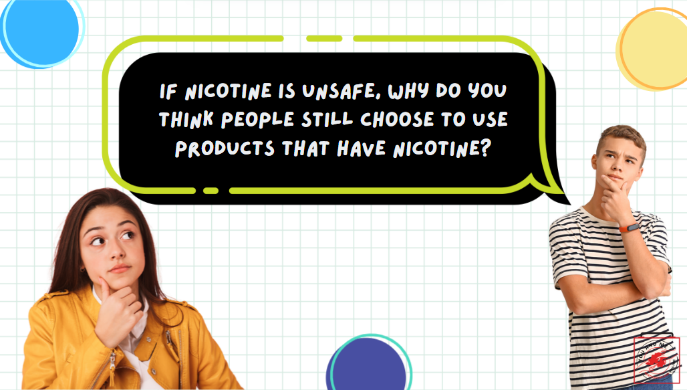 IF NICOTINE IS UNSAFE, WHY DO YOU
THINK PEOPLE STILL CHOOSE TO USE
PRODUCTS THAT HAVE NICOTINE?